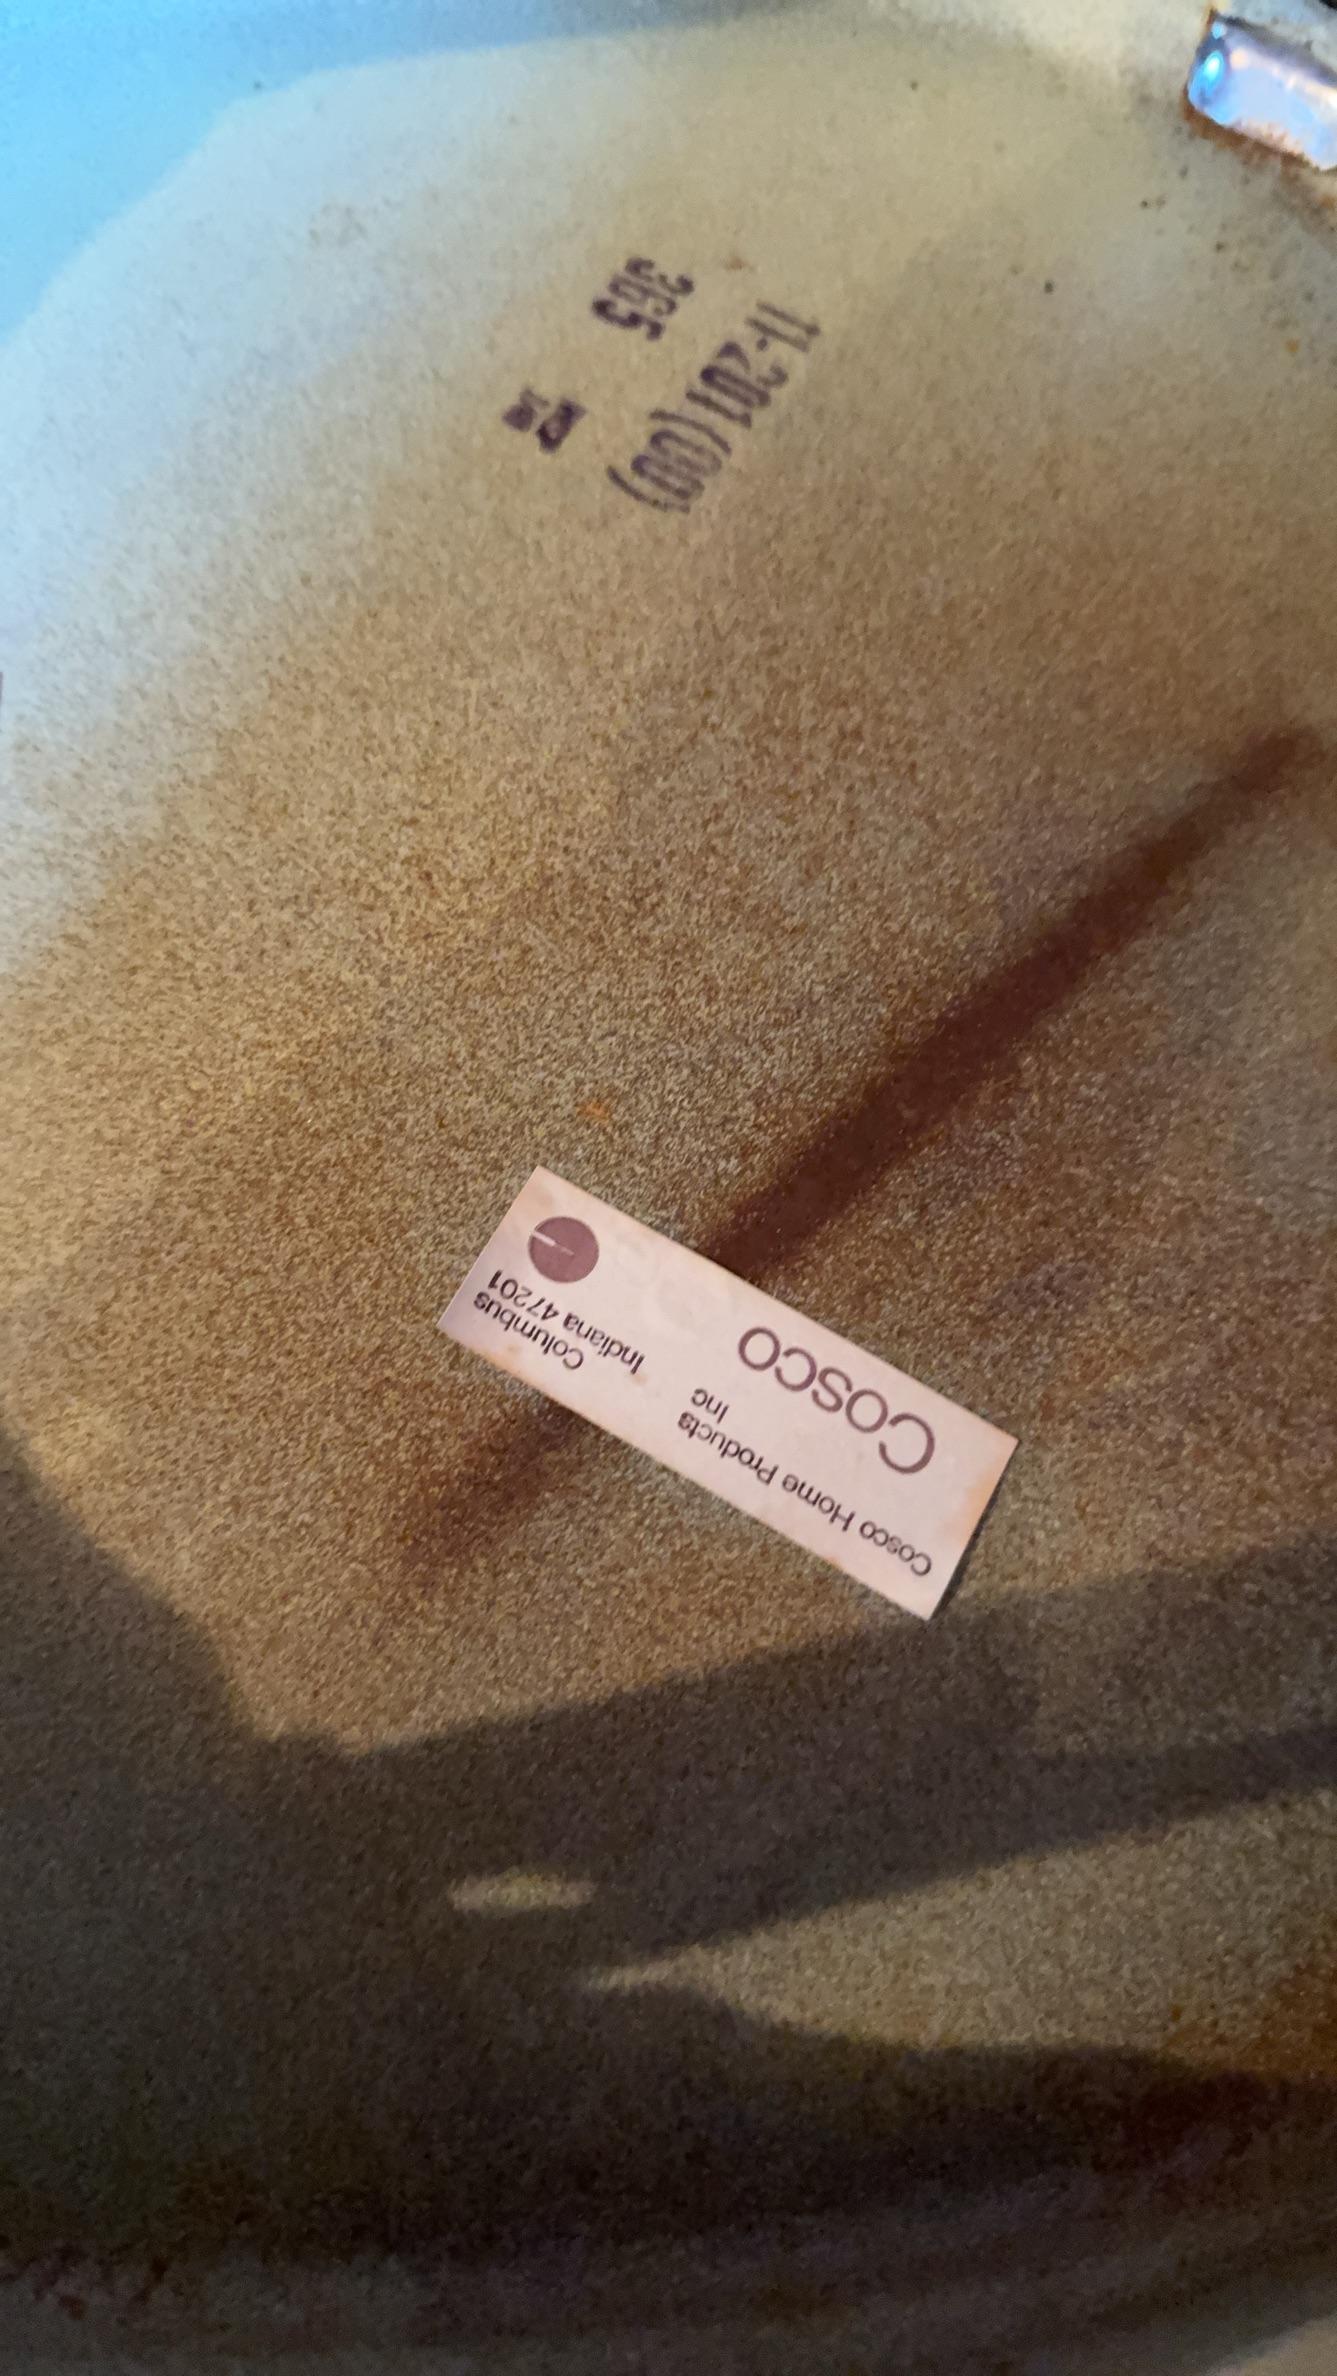 Cosco Home Products
Inc
Cosco
Columbus
Indiana 47201
11-201 (00)
365